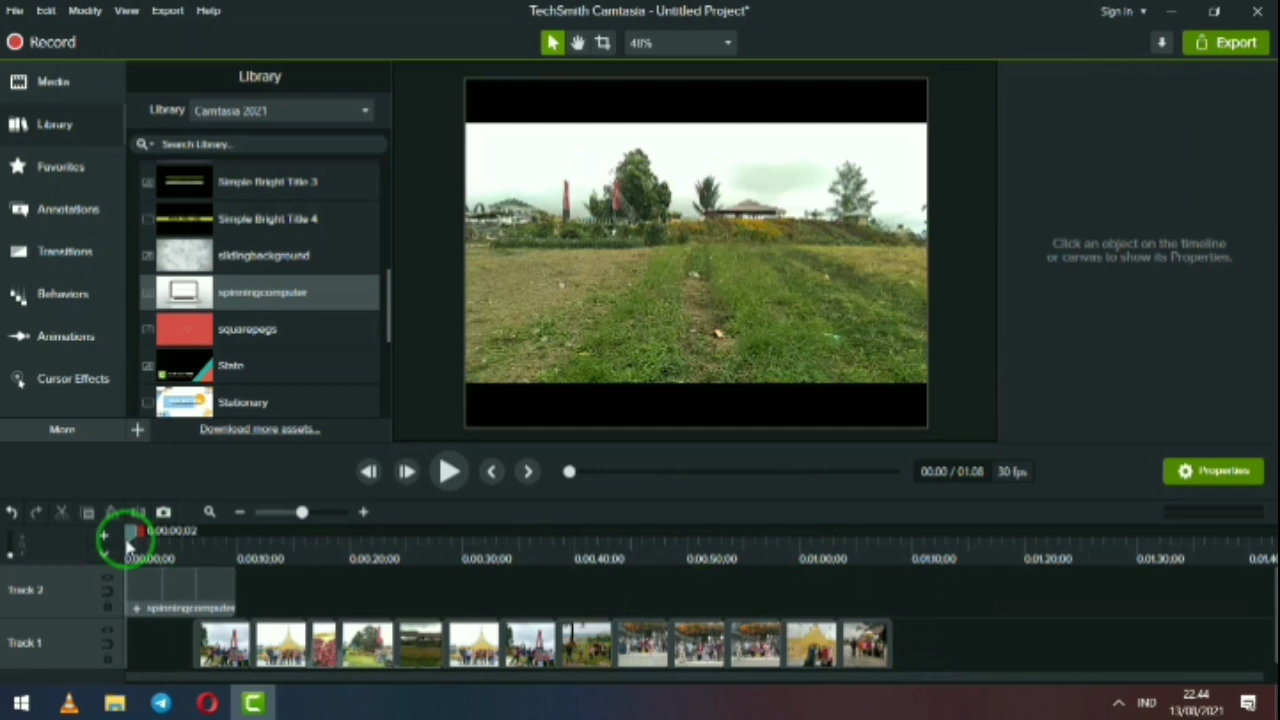 File Edit Modify View Export Help
TechSmith Camtasia - Untitled Project*
Sign In
Record
48%
Export
Media
Library
Favorites
Annotations
Transitions
Behaviors
Animations
Cursor Effects
More
Library
Library Camtasia 2021
Search Library...
Simple Bright Title 3
Simple Bright Title 4
slidingbackground
spinningcomputer
squarepegs
State
Stationary
Download more assets...
Click an object on the timeline
or canvas to show its Properties.
00:00 / 01:08 30 fps
Properties
0:00:00;02
0:00:00;00 0:00:10;00 0:00:20;00 0:00:30;00 0:00:40;00 0:00:50;00 0:01:00;00 0:01:10;00 0:01:20;00 0:01:30;00 0:01:4
Track 2
spinningcomputer
Track 1
IND
22.44
13/08/2021